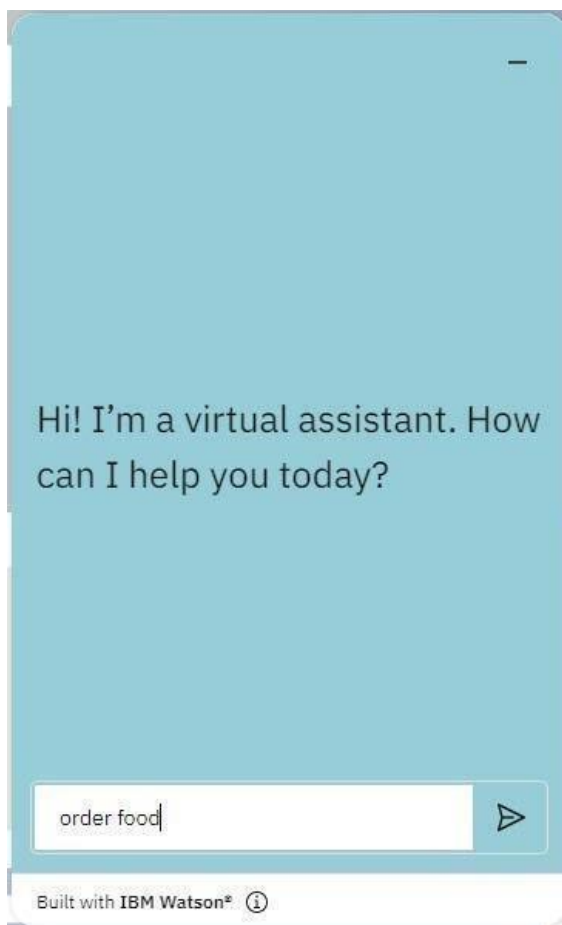 Hi! I’m a virtual assistant. How
can I help you today?
order food
Built with IBM Watson®